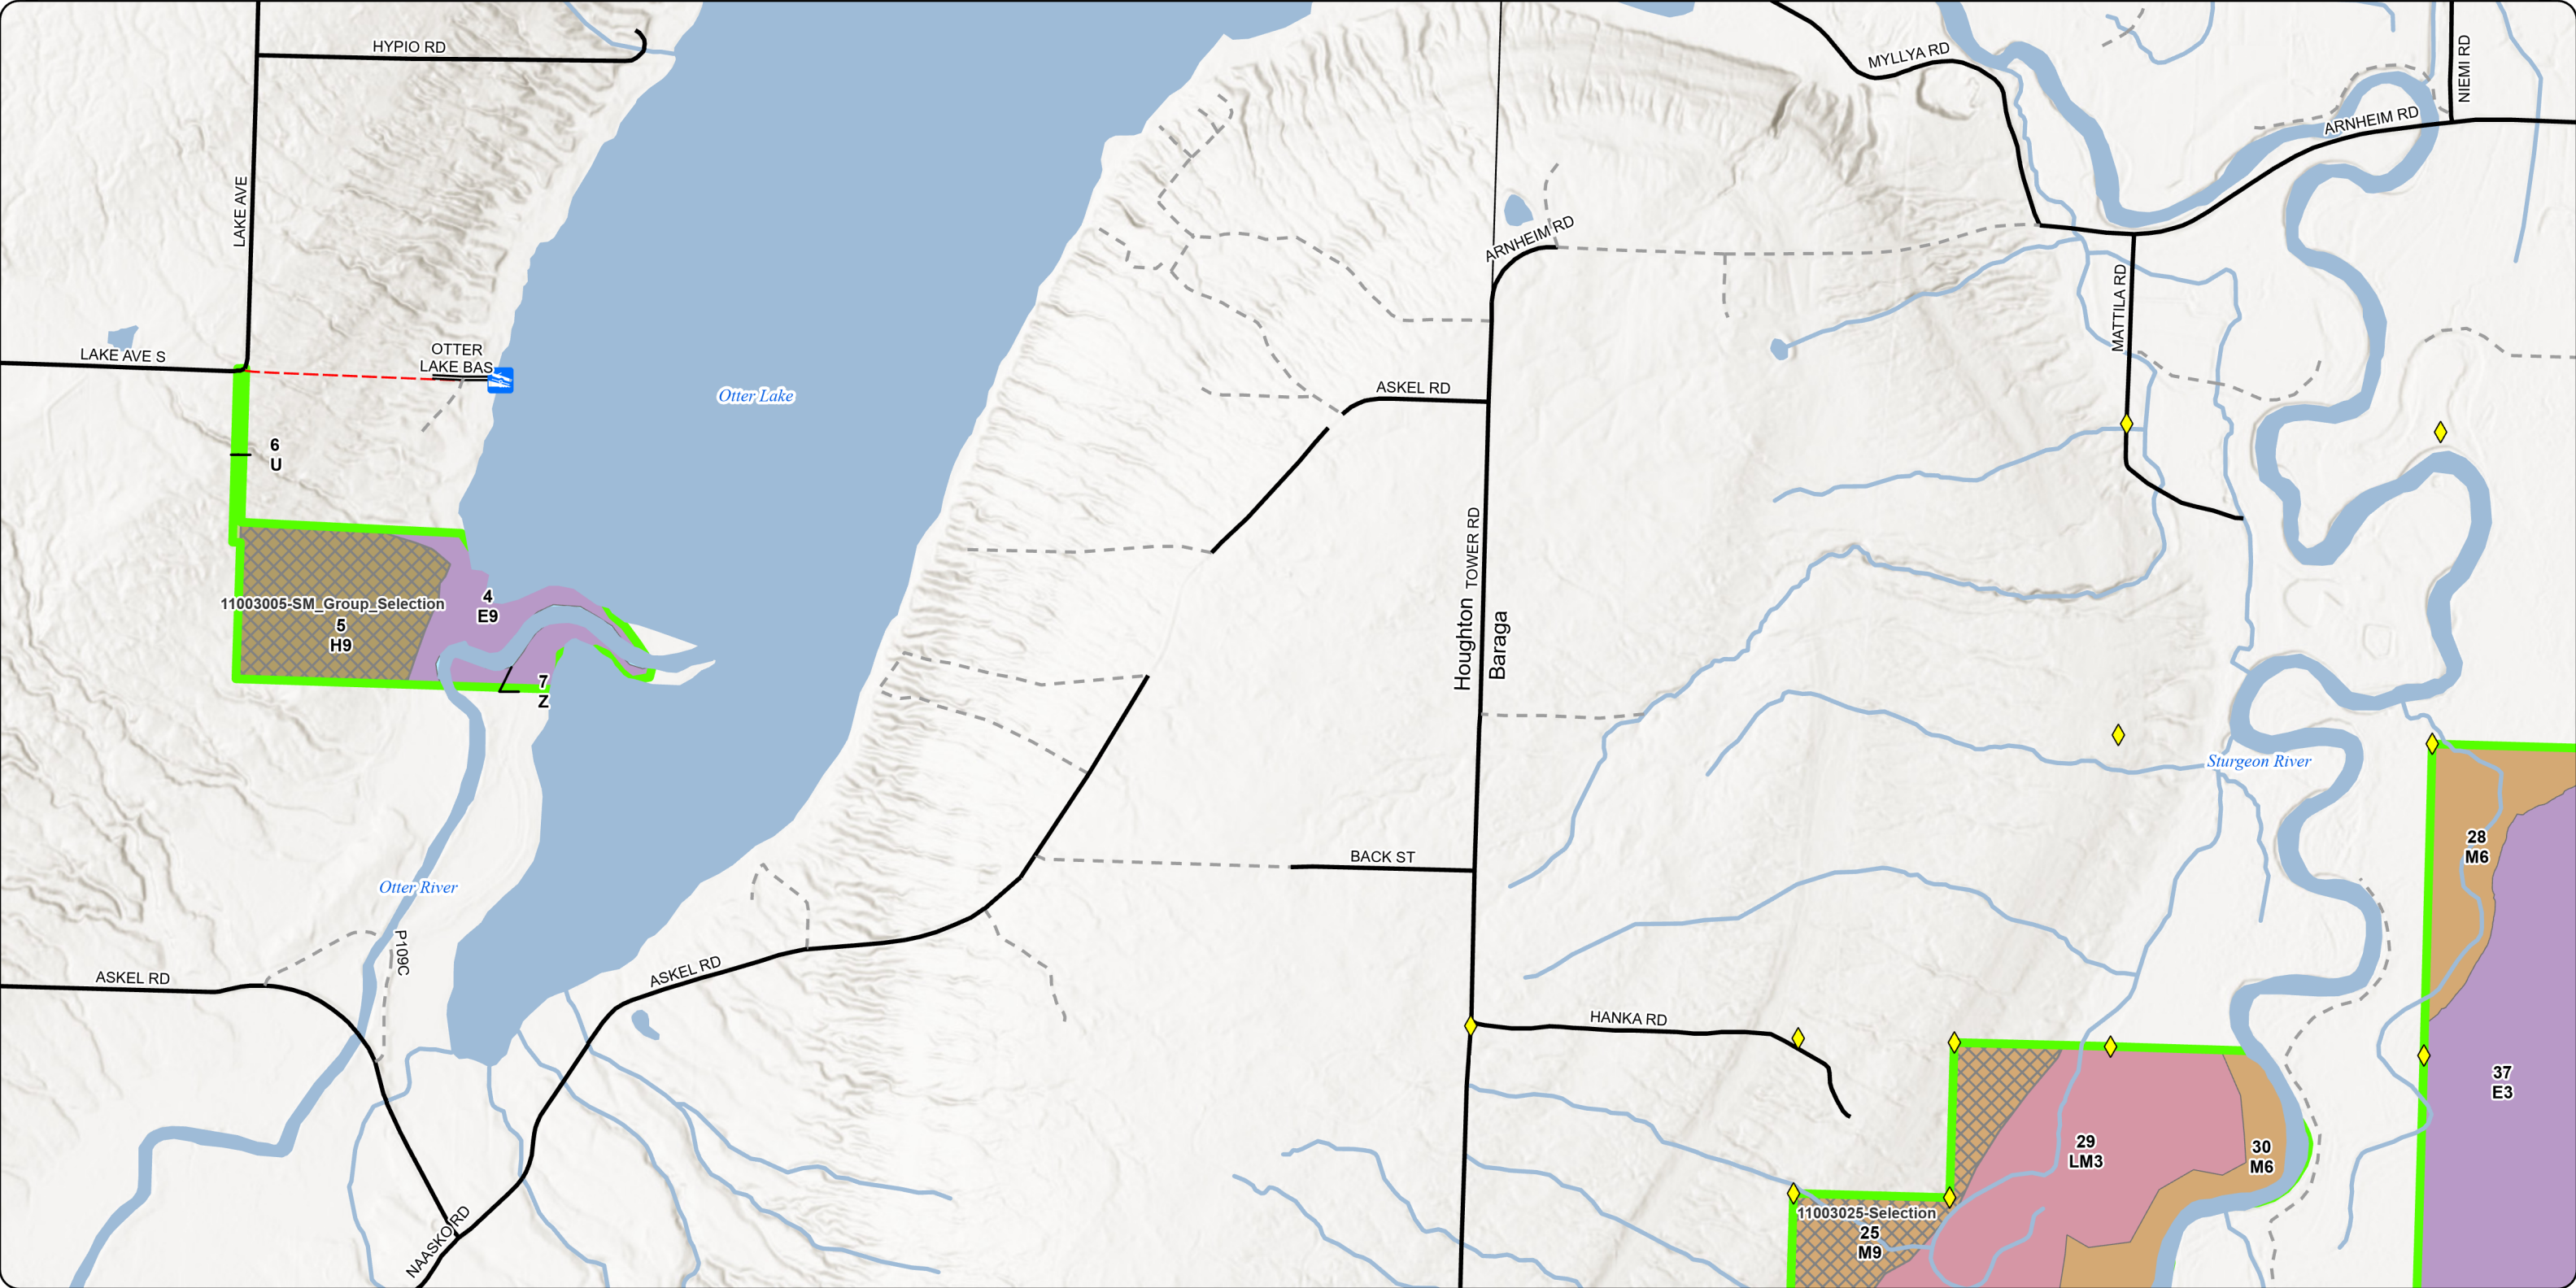 HYPIO RD
MYLLYA RD
NIEMI RD
ARNHEIM RD
LAKE AVE
ARNHEIM RD
MATTILA RD
LAKE AVE S
OTTER
LAKE BAS
Otter Lake
ASKEL RD
6
U
TOWER RD
Houghton
Baraga
11003005-SM_Group_Selection
5
H9
4
E9
7
Z
Sturgeon River
28
M6
BACK ST
Otter River
P109C
ASKEL RD
ASKEL RD
HANKA RD
37
E3
29
LM3
30
M6
11003025-Selection
25
M9
NAASKO RD